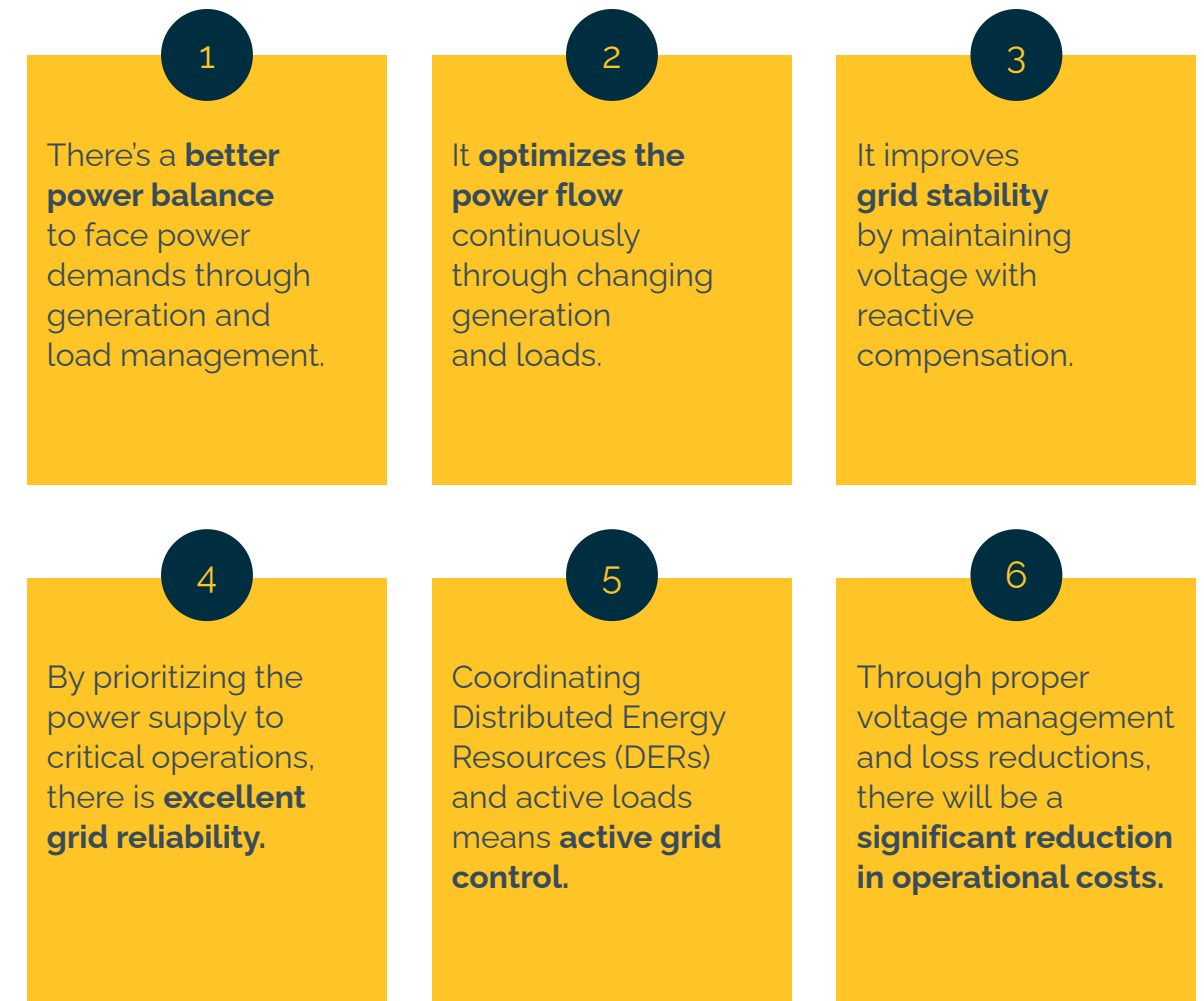 1
There’s a better
power balance
to face power
demands through
generation and
load management.
2
It optimizes the
power flow
continuously
through changing
generation
and loads.
3
It improves
grid stability
by maintaining
voltage with
reactive
compensation.
4
By prioritizing the
power supply to
critical operations,
there is excellent
grid reliability.
5
Coordinating
Distributed Energy
Resources (DERs)
and active loads
means active grid
control.
6
Through proper
voltage management
and loss reductions,
there will be a
significant reduction
in operational costs.